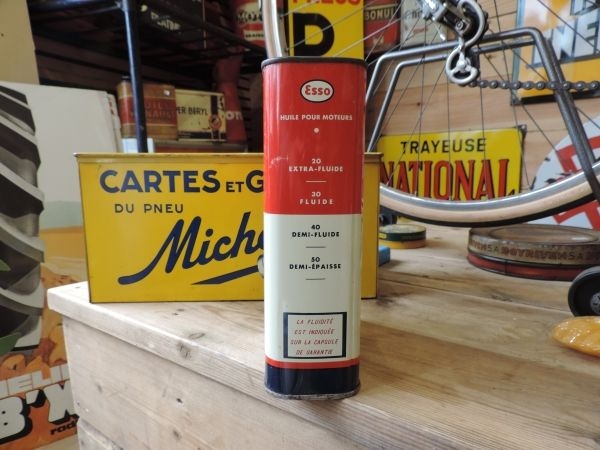 Esso
HUILE POUR MOTEURS
20
EXTRA-FLUIDE
30
FLUIDE
40
DEMI-FLUIDE
50
DEMI-ÉPAISSE
LA FLUIDITÉ
EST INDIQUÉE
SUR LA CAPSULE
DE GARANTIE
CARTES ET G
DU PNEU
Miche
D
TRAYEUSE
NATIONAL